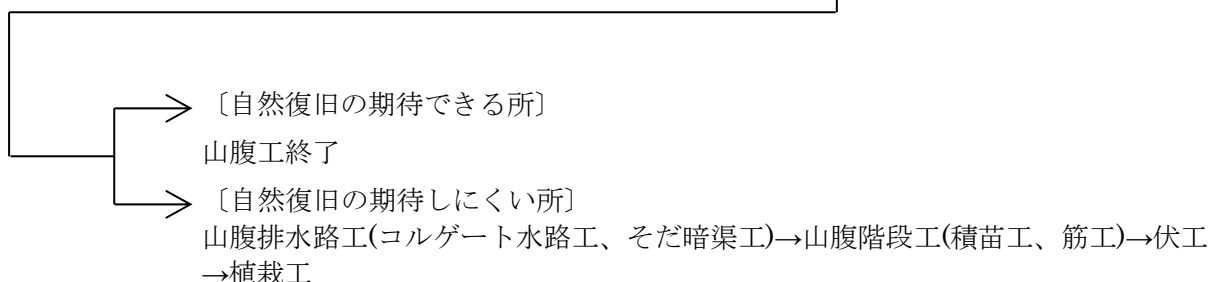 〔自然復旧の期待できる所〕
山腹工終了
〔自然復旧の期待しにくい所〕
山腹排水路工(コルゲート水路工、そだ暗渠工)→山腹階段工(積苗工、筋工)→伏工
→植栽工